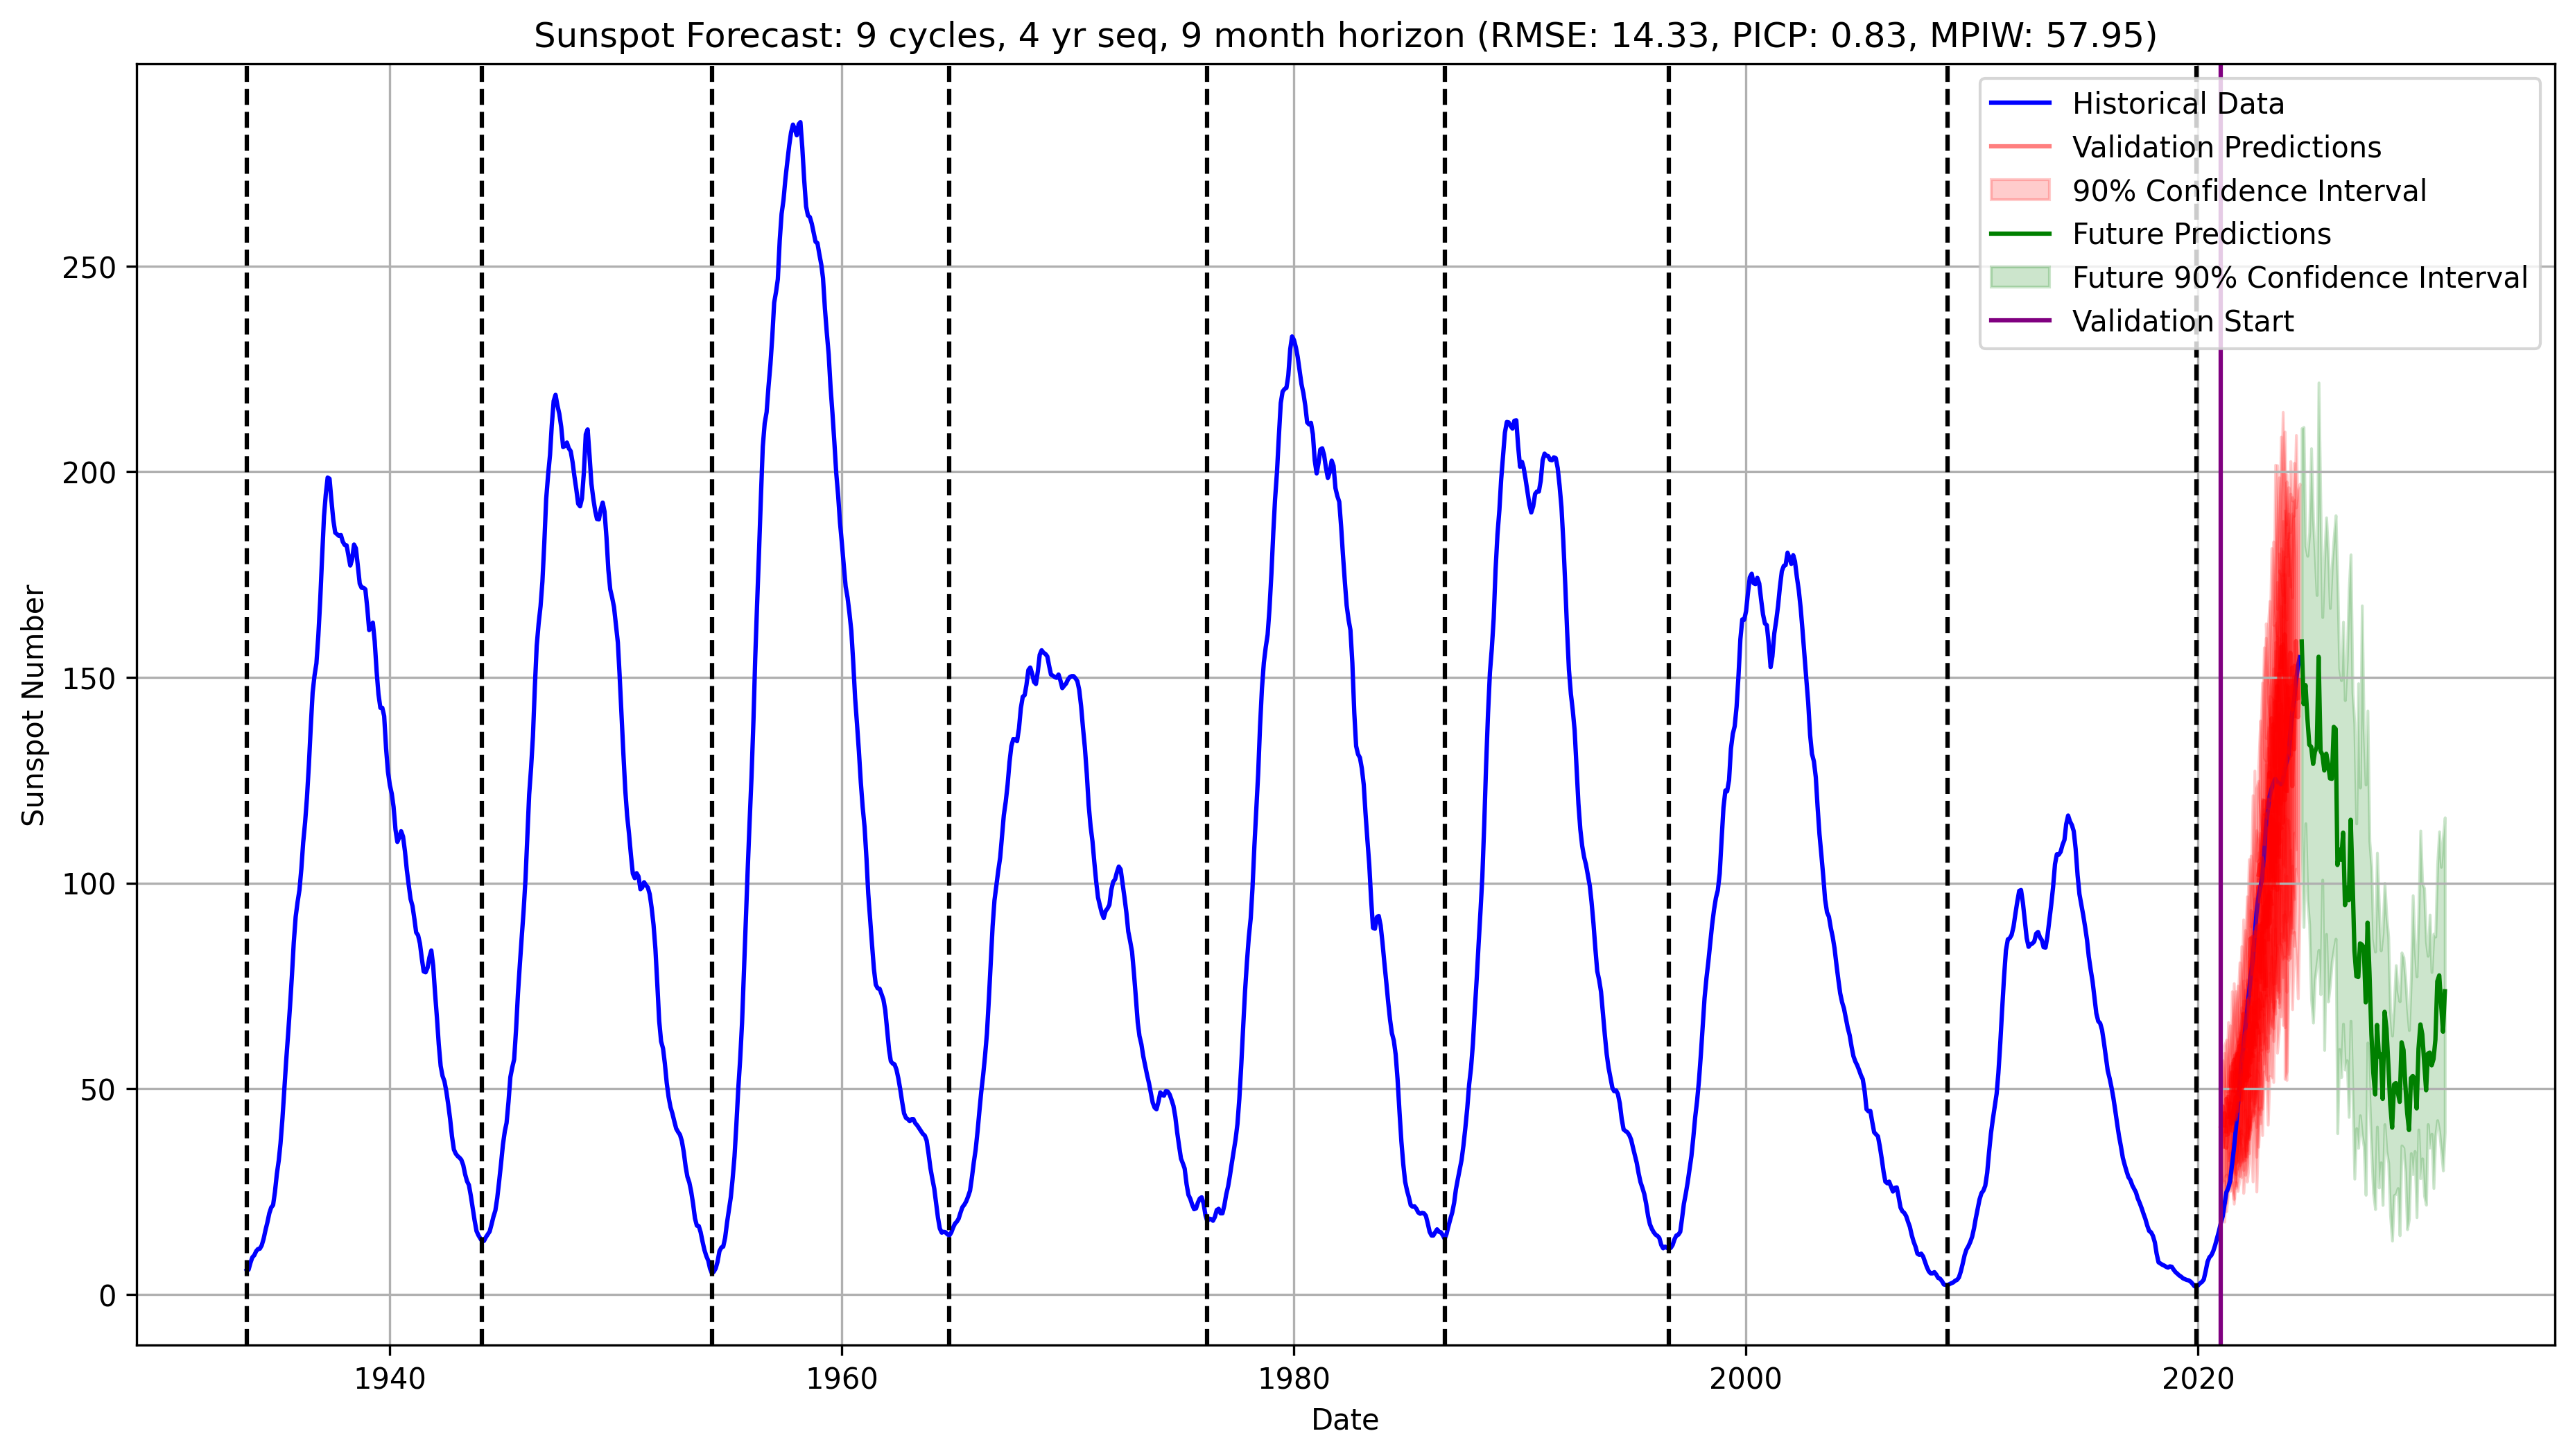 Sunspot Forecast: 9 cycles, 4 yr seq, 9 month horizon (RMSE: 14.33, PICP: 0.83, MPIW: 57.95)
Historical Data
Validation Predictions
90% Confidence Interval
Future Predictions
Future 90% Confidence Interval
Validation Start
Sunspot Number
250
200
150
100
50
0
1940 1960 1980 2000 2020
Date